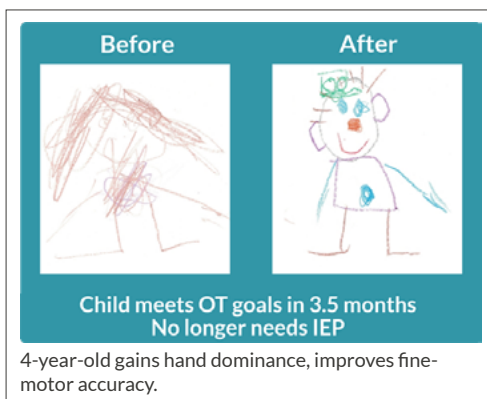 Before
After
Child meets OT goals in 3.5 months
No longer needs IEP
4-year-old gains hand dominance, improves fine-
motor accuracy.